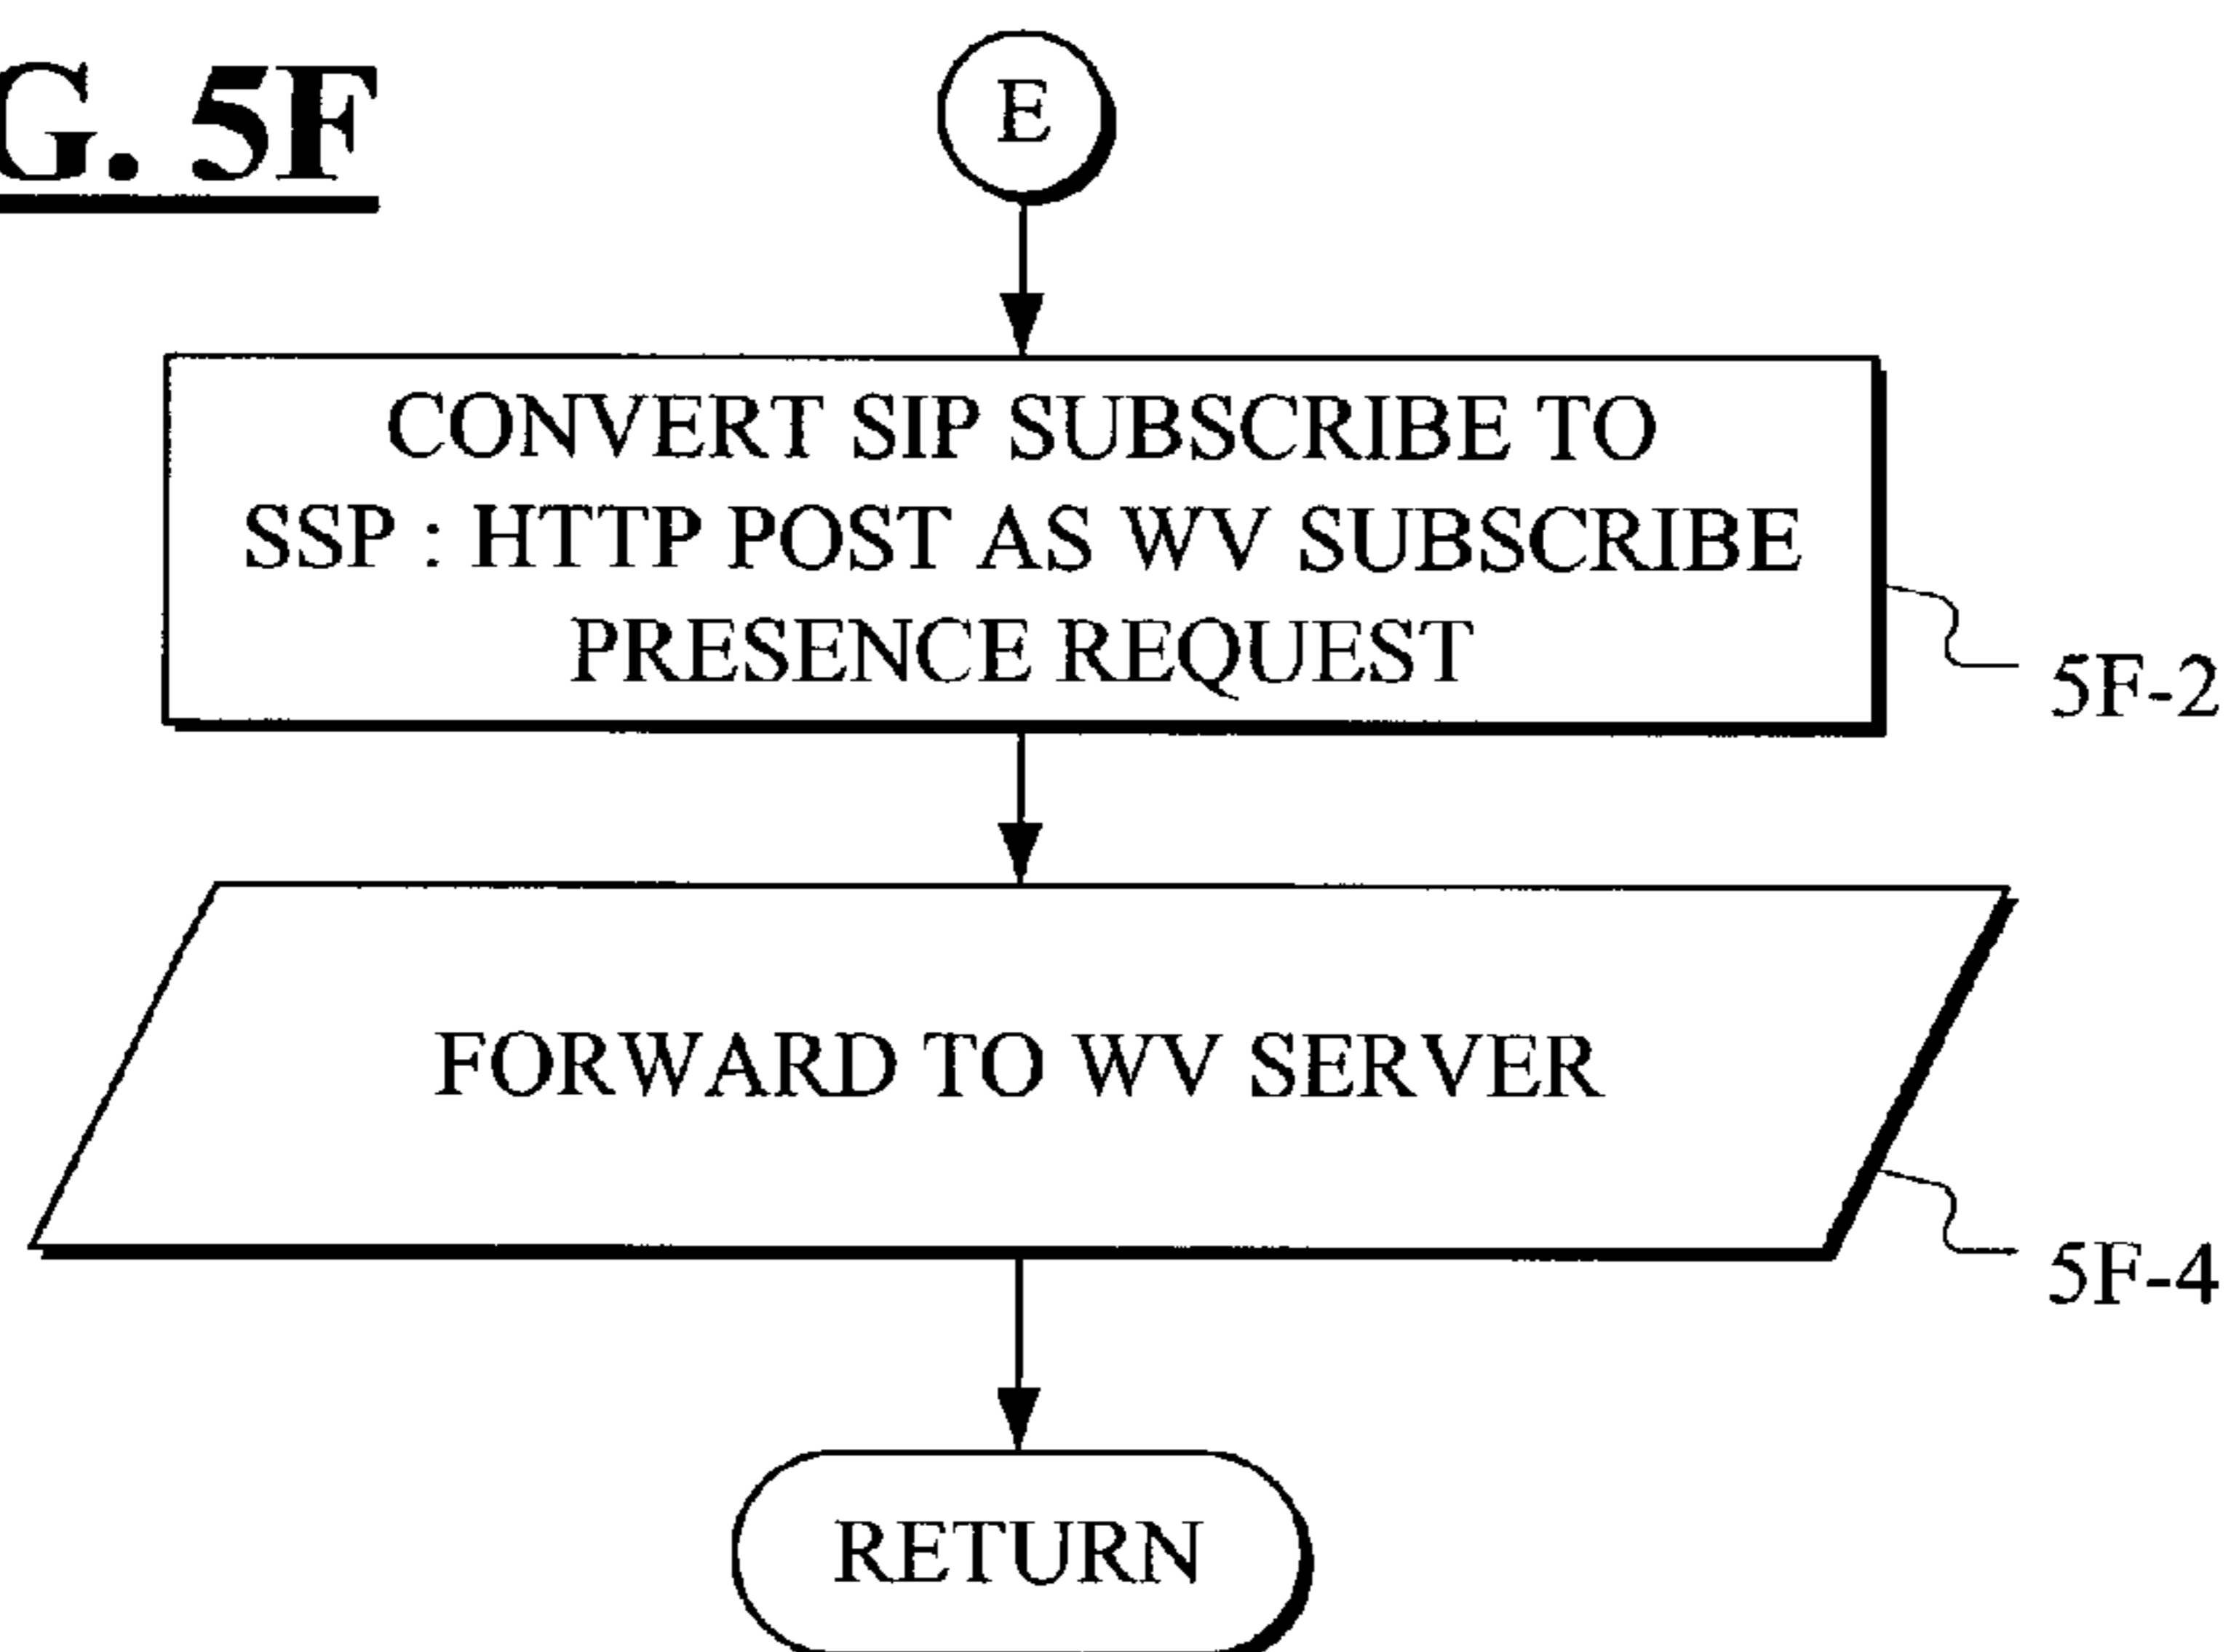 G. 5F
E
CONVERT SIP SUBSCRIBE TO
SSP : HTTP POST AS WV SUBSCRIBE
PRESENCE REQUEST
5F-2
FORWARD TO WV SERVER
5F-4
RETURN